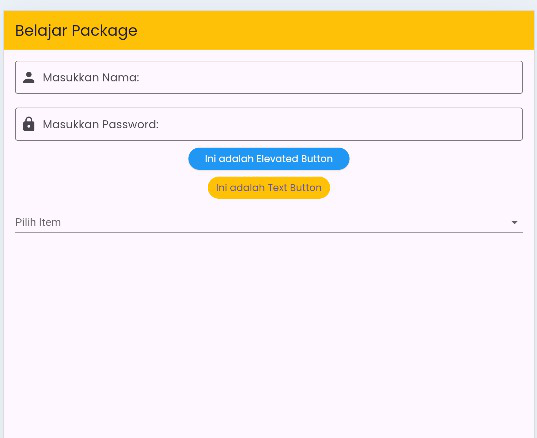 Belajar Package
Masukkan Nama:
Masukkan Password:
Ini adalah Elevated Button
Ini adalah Text Button
Pilih Item